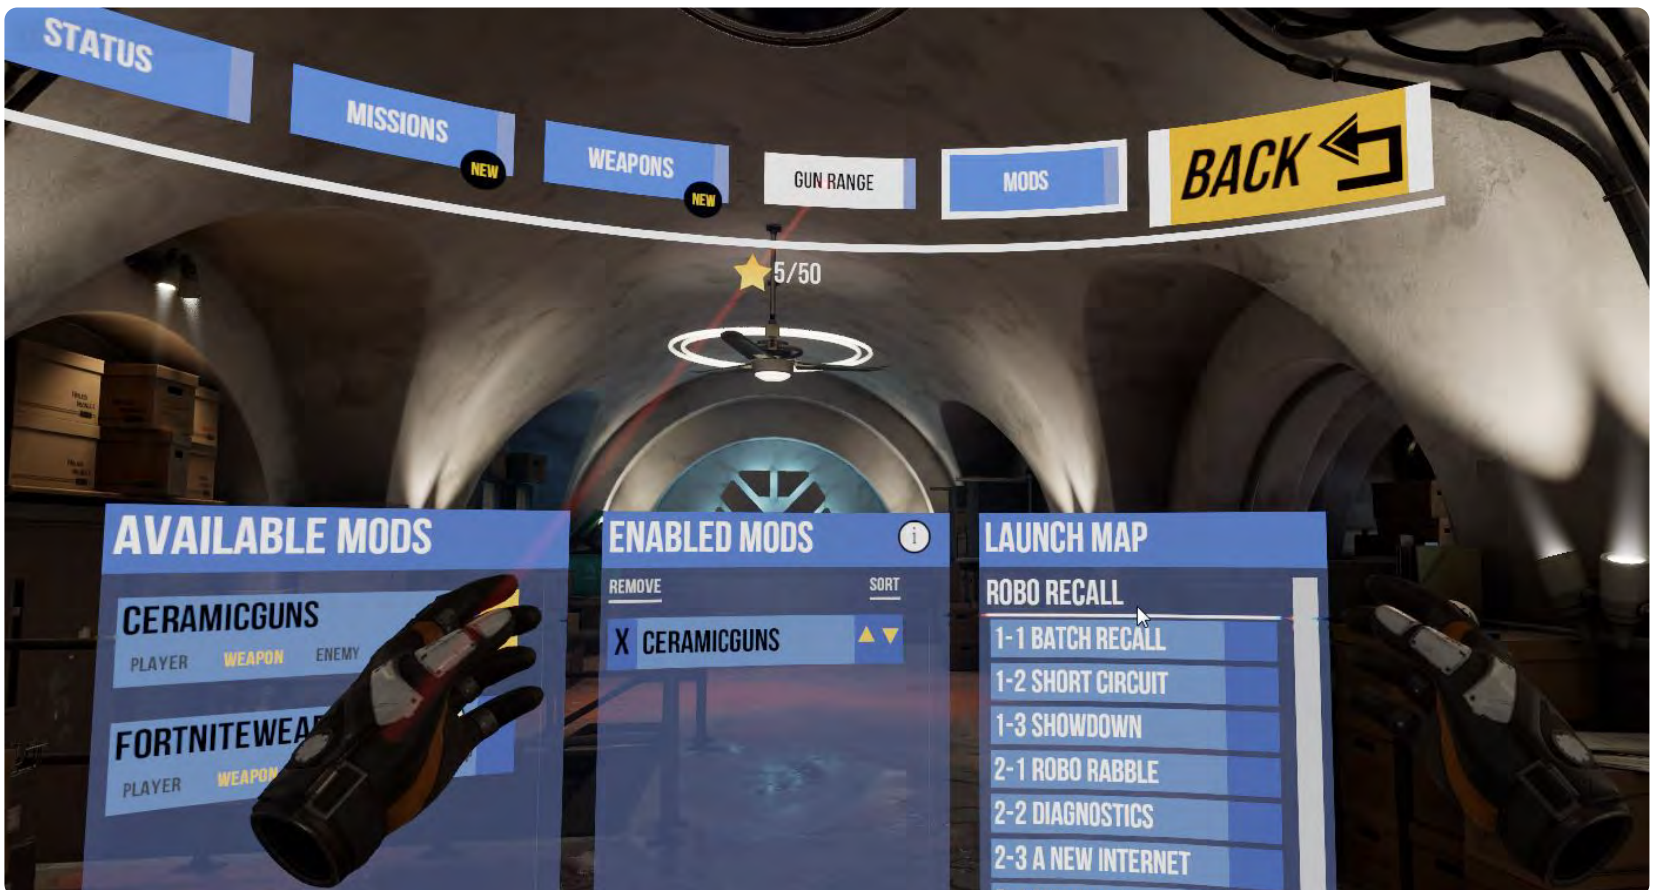 STATUS
MISSIONS
NEW
WEAPONS
NEW
GUN RANGE
MODS
BACK
5/50
AVAILABLE MODS
CERAMICGUNS
PLAYER WEAPON ENEMY
FORTNITEWEA
PLAYER WEAPON
ENABLED MODS i
REMOVE SORT
X CERAMICGUNS
LAUNCH MAP
ROBO RECALL
1-1 BATCH RECALL
1-2 SHORT CIRCUIT
1-3 SHOWDOWN
2-1 ROBO RABBLE
2-2 DIAGNOSTICS
2-3 A NEW INTERNET